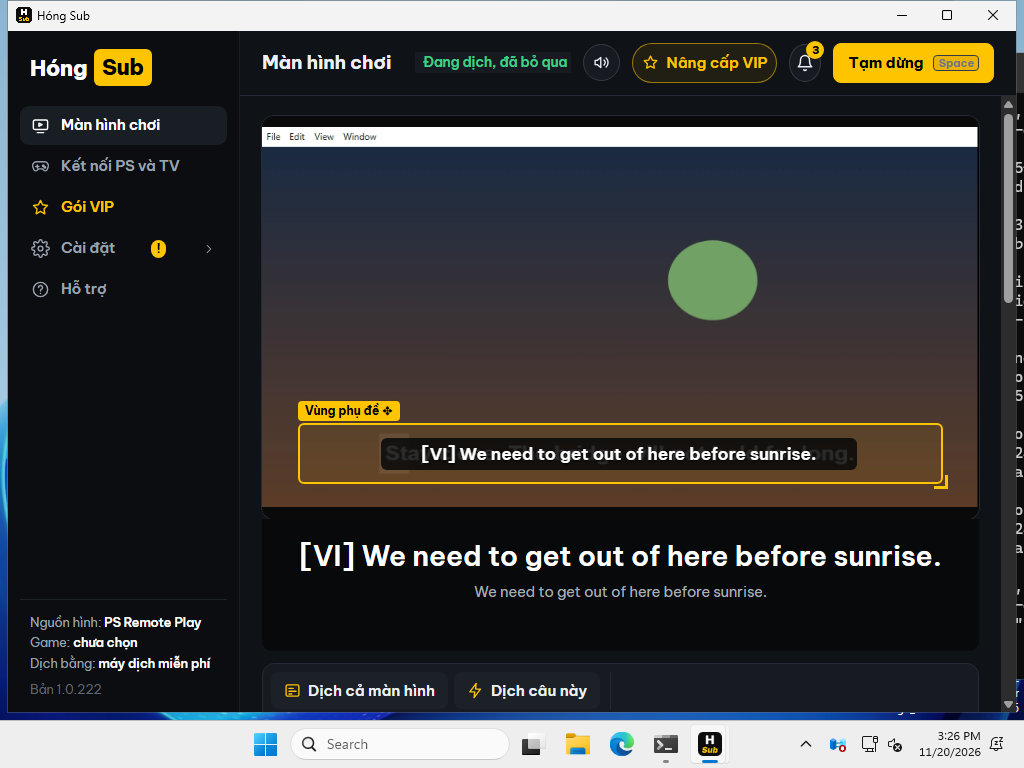 Hóng Sub
Hóng Sub
Màn hình chơi
Kết nối PS và TV
Gói VIP
Cài đặt !
Hỗ trợ
Nguồn hình: PS Remote Play
Game: chưa chọn
Dịch bằng: máy dịch miễn phí
Bản 1.0.222
Màn hình chơi
Đang dịch, đã bỏ qua
Nâng cấp VIP
3
Tạm dừng Space
File Edit View Window
Vùng phụ đề
[VI] We need to get out of here before sunrise.
[VI] We need to get out of here before sunrise.
We need to get out of here before sunrise.
Dịch cả màn hình
Dịch câu này
Search
H
Sub
3:26 PM
11/20/2026